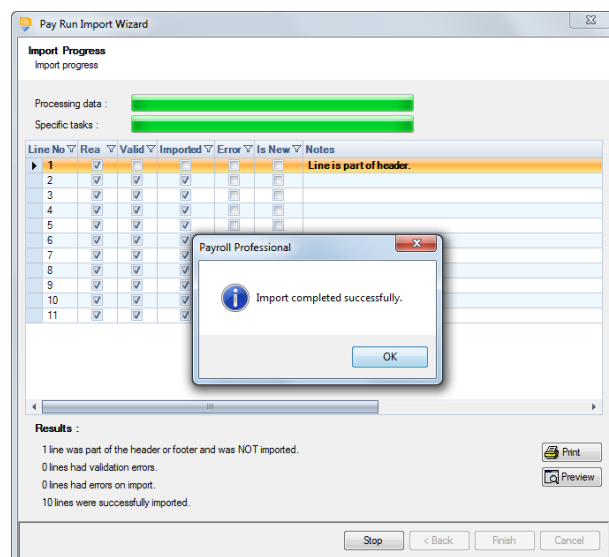 Pay Run Import Wizard
Import Progress
Import progress
Processing data :
Specific tasks :
Line No Rea Valid Imported Error Is New Notes
1 Line is part of header.
2
3
4
5
6
7
8
9
10
11
Payroll Professional
Import completed successfully.
OK
Results :
1 line was part of the header or footer and was NOT imported.
0 lines had validation errors.
0 lines had errors on import.
10 lines were successfully imported.
Print
Preview
Stop < Back Finish Cancel